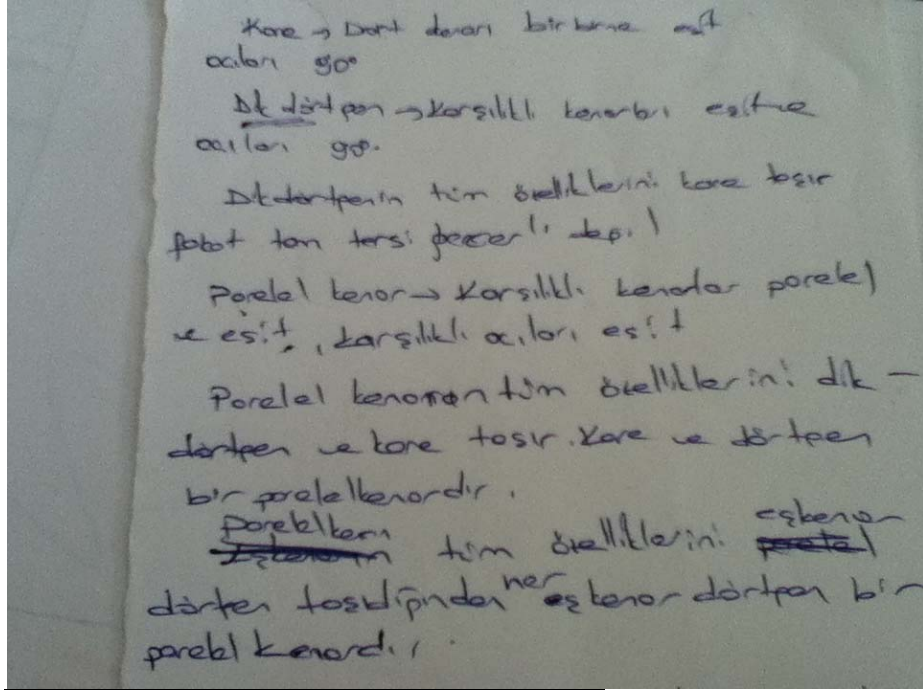 Kare → Dört kenarı birbirine eşit
açıları 90°
Dikdörtgen → Karşılıklı kenarları eşit ve
açıları 90°.
Dikdörtgenin tüm özelliklerini kare taşır
fakat tam tersi geçerli değil
Paralel kenar → Karşılıklı kenarlar paralel
ve eşit, karşılıklı açıları eşit
Paralel kenarın tüm özelliklerini dik -
dörtgen ve kare taşır. Kare ve dörtgen
bir paralelkenardır.
Paralelkenarın tüm özelliklerini eşkenar
dörtgen taşıdığından her eşkenar dörtgen bir
paralel kenardır.